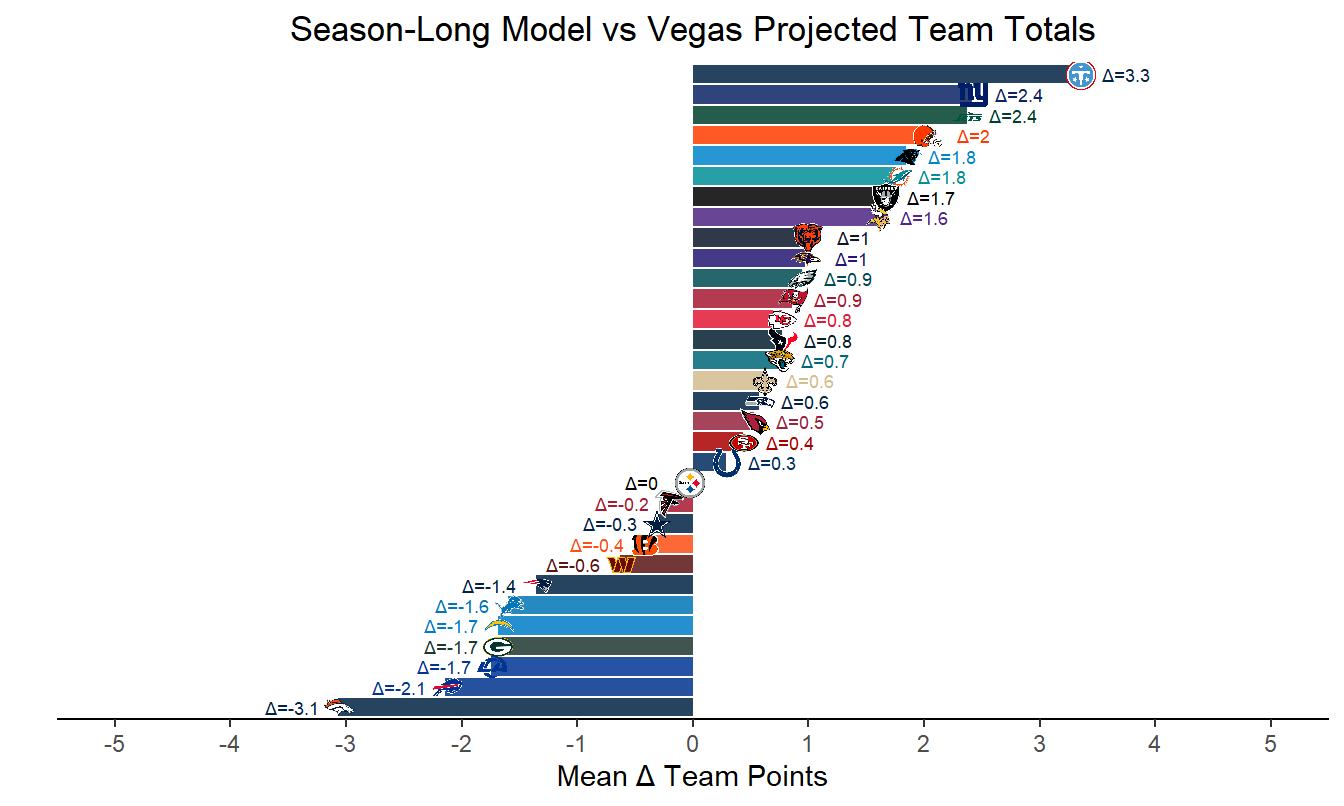 Season-Long Model vs Vegas Projected Team Totals
Δ=3.3
Δ=2.4
Δ=2.4
Δ=2
Δ=1.8
Δ=1.8
Δ=1.7
Δ=1.6
Δ=1
Δ=1
Δ=0.9
Δ=0.9
Δ=0.8
Δ=0.8
Δ=0.7
Δ=0.6
Δ=0.6
Δ=0.5
Δ=0.4
Δ=0.3
Δ=0
Δ=-0.2
Δ=-0.3
Δ=-0.4
Δ=-0.6
Δ=-1.4
Δ=-1.6
Δ=-1.7
Δ=-1.7
Δ=-1.7
Δ=-2.1
Δ=-3.1
-5 -4 -3 -2 -1 0 1 2 3 4 5
Mean Δ Team Points